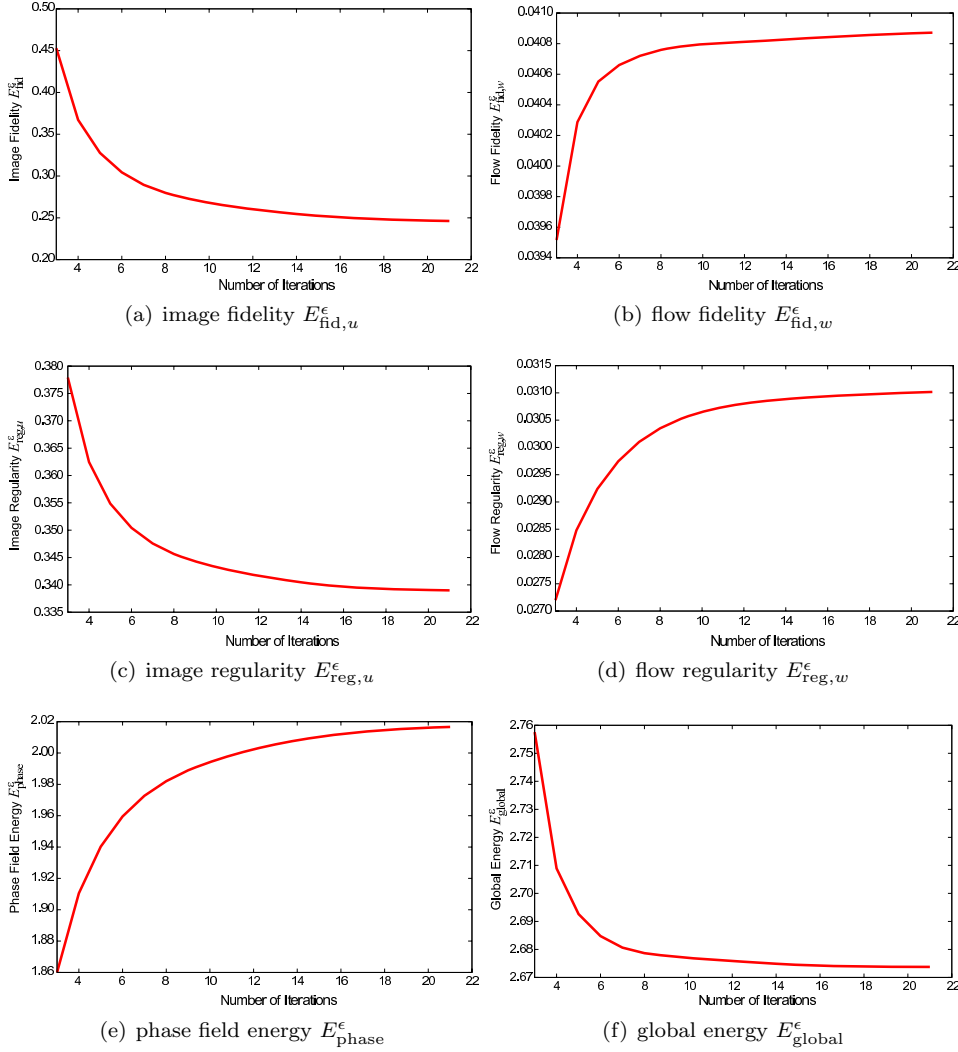 0.50
0.45
0.40
0.35
0.30
0.25
0.20
Image Fidelity E^ε_fid
4 6 8 10 12 14 16 18 20 22
Number of Iterations
(a) image fidelity E^ϵ_fid,u
0.0410
0.0408
0.0406
0.0404
0.0402
0.0400
0.0398
0.0396
0.0394
Flow Fidelity E^ε_fid,w
4 6 8 10 12 14 16 18 20 22
Number of Iterations
(b) flow fidelity E^ϵ_fid,w
0.380
0.375
0.370
0.365
0.360
0.355
0.350
0.345
0.340
0.335
Image Regularity E^ε_reg,u
4 6 8 10 12 14 16 18 20 22
Number of Iterations
(c) image regularity E^ϵ_reg,u
0.0315
0.0310
0.0305
0.0300
0.0295
0.0290
0.0285
0.0280
0.0275
0.0270
Flow Regularity E^ε_reg,w
4 6 8 10 12 14 16 18 20 22
Number of Iterations
(d) flow regularity E^ϵ_reg,w
2.02
2.00
1.98
1.96
1.94
1.92
1.90
1.88
1.86
Phase Field Energy E^ε_phase
4 6 8 10 12 14 16 18 20 22
Number of Iterations
(e) phase field energy E^ϵ_phase
2.76
2.75
2.74
2.73
2.72
2.71
2.70
2.69
2.68
2.67
Global Energy E^ε_global
4 6 8 10 12 14 16 18 20 22
Number of Iterations
(f) global energy E^ϵ_global